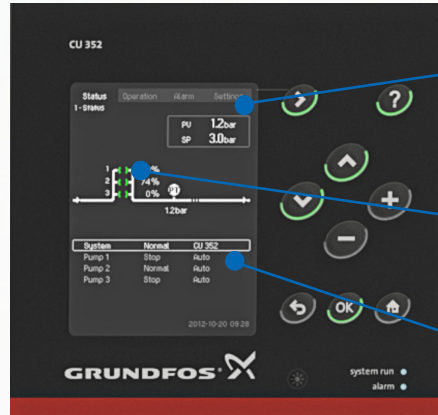 CU 352
Status Operation Alarm Settings
1 - Status
PU 1.2bar
SP 3.0bar
1 %
2 74%
3 0%
PT
1.2bar
System Normal CU 352
Pump 1 Stop Auto
Pump 2 Normal Auto
Pump 3 Stop Auto
2012-10-20 09:28
?
OK
GRUNDFOS
system run
alarm